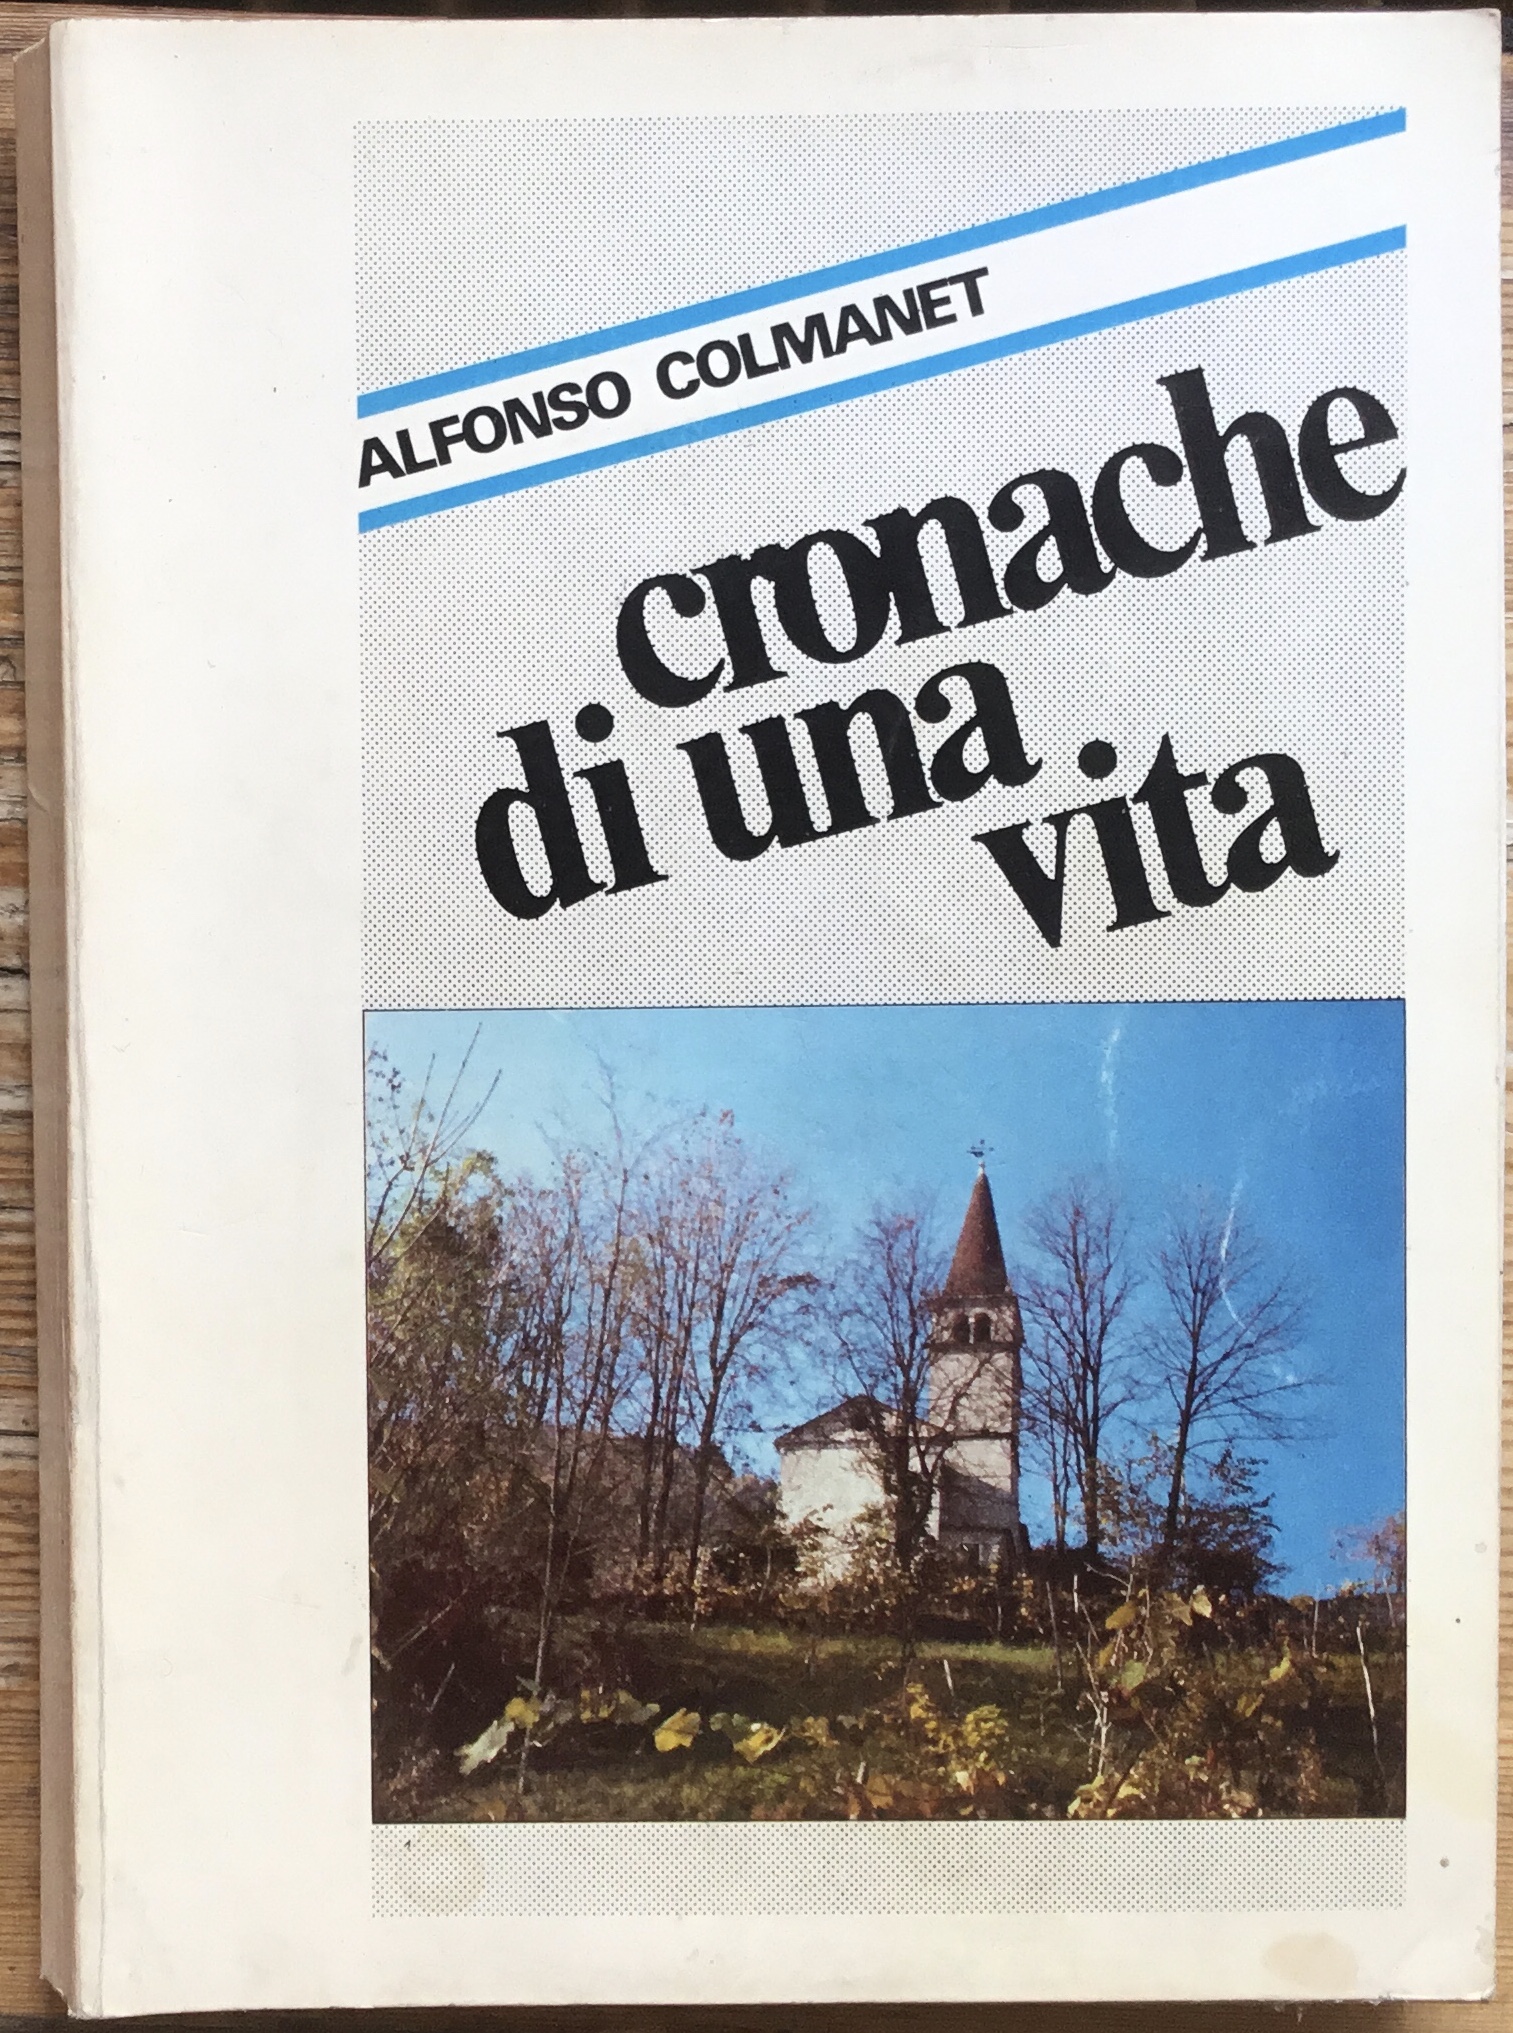 ALFONSO COLMANET
cronache
di una
vita